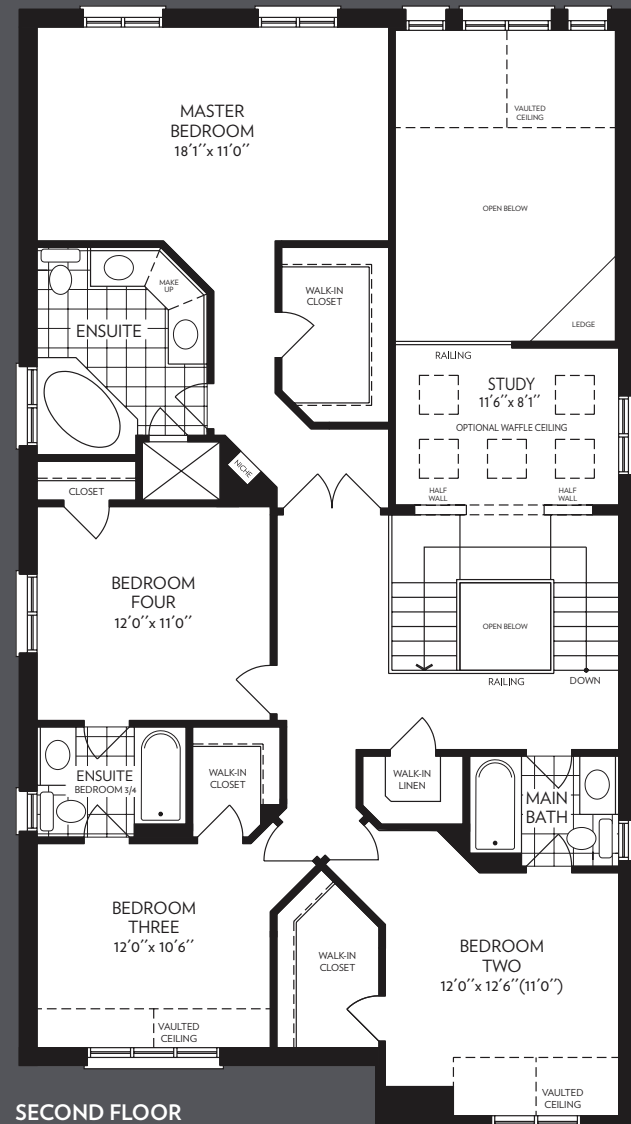 MASTER
BEDROOM
18'1''x 11'0''
VAULTED
CEILING
OPEN BELOW
LEDGE
MAKE
UP
ENSUITE
WALK-IN
CLOSET
RAILING
STUDY
11'6''x 8'1''
OPTIONAL WAFFLE CEILING
HALF
WALL
HALF
WALL
NICHE
CLOSET
BEDROOM
FOUR
12'0''x 11'0''
OPEN BELOW
RAILING
DOWN
ENSUITE
BEDROOM 3/4
WALK-IN
CLOSET
WALK-IN
LINEN
MAIN
BATH
BEDROOM
THREE
12'0''x 10'6''
WALK-IN
CLOSET
BEDROOM
TWO
12'0''x 12'6''(11'0'')
VAULTED
CEILING
VAULTED
CEILING
SECOND FLOOR